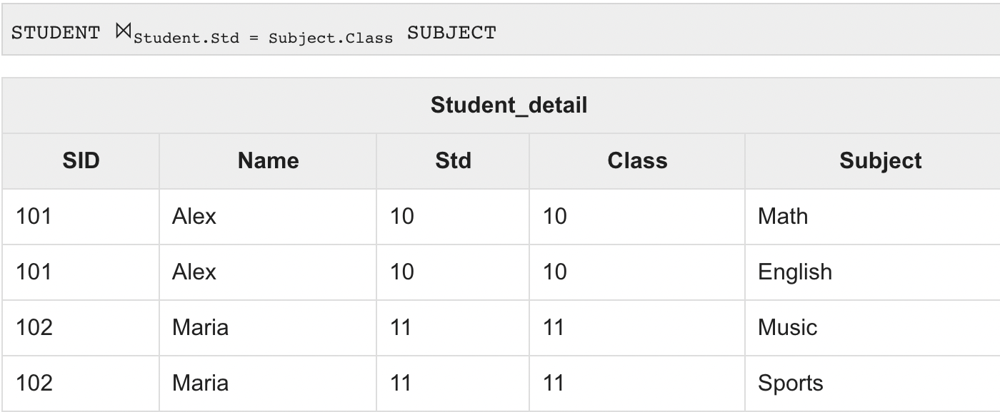 STUDENT ⋈Student.Std = Subject.Class SUBJECT
Student_detail
SID Name Std Class Subject
101 Alex 10 10 Math
101 Alex 10 10 English
102 Maria 11 11 Music
102 Maria 11 11 Sports